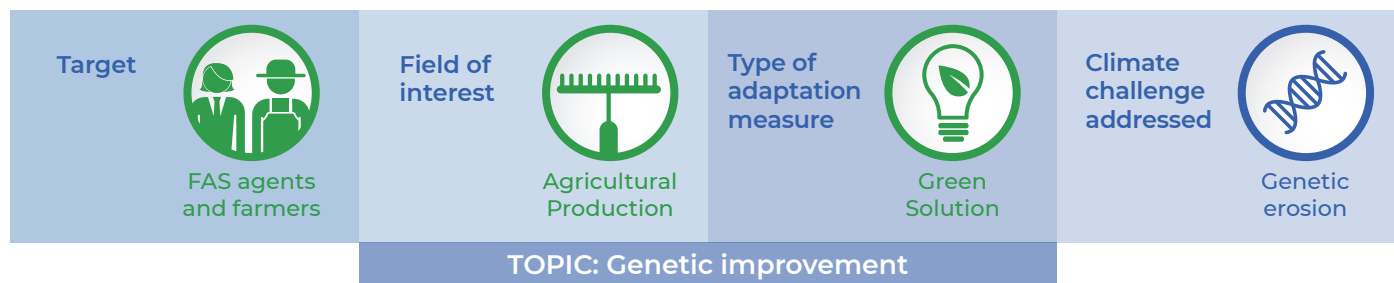 Target
FAS agents
and farmers
Field of
interest
Agricultural
Production
Type of
adaptation
measure
Green
Solution
Climate
challenge
addressed
Genetic
erosion
TOPIC: Genetic improvement